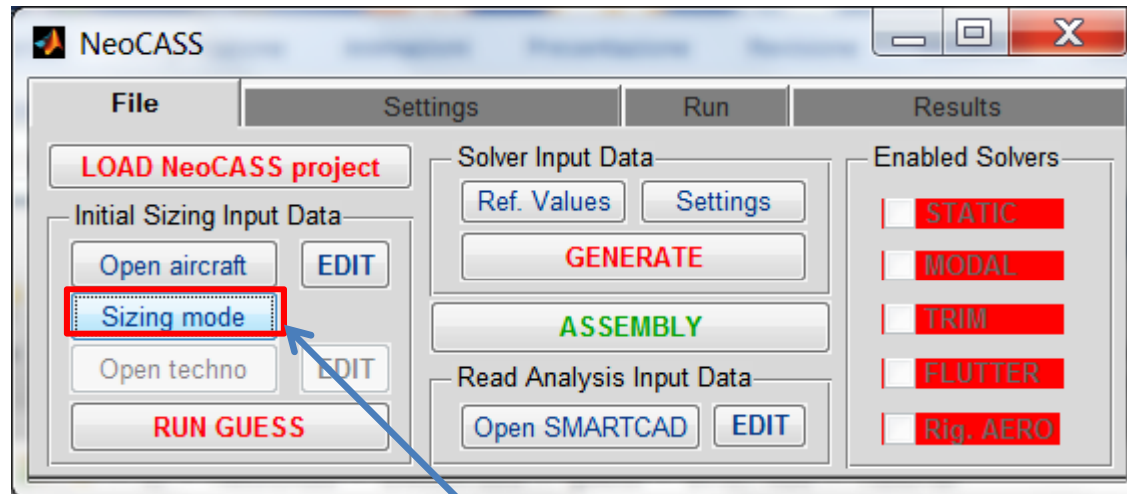 NeoCASS
File
Settings
Run
Results
LOAD NeoCASS project
Initial Sizing Input Data
Open aircraft
EDIT
Sizing mode
Open techno
EDIT
RUN GUESS
Solver Input Data
Ref. Values
Settings
GENERATE
ASSEMBLY
Read Analysis Input Data
Open SMARTCAD
EDIT
Enabled Solvers
STATIC
MODAL
TRIM
FLUTTER
Rig. AERO